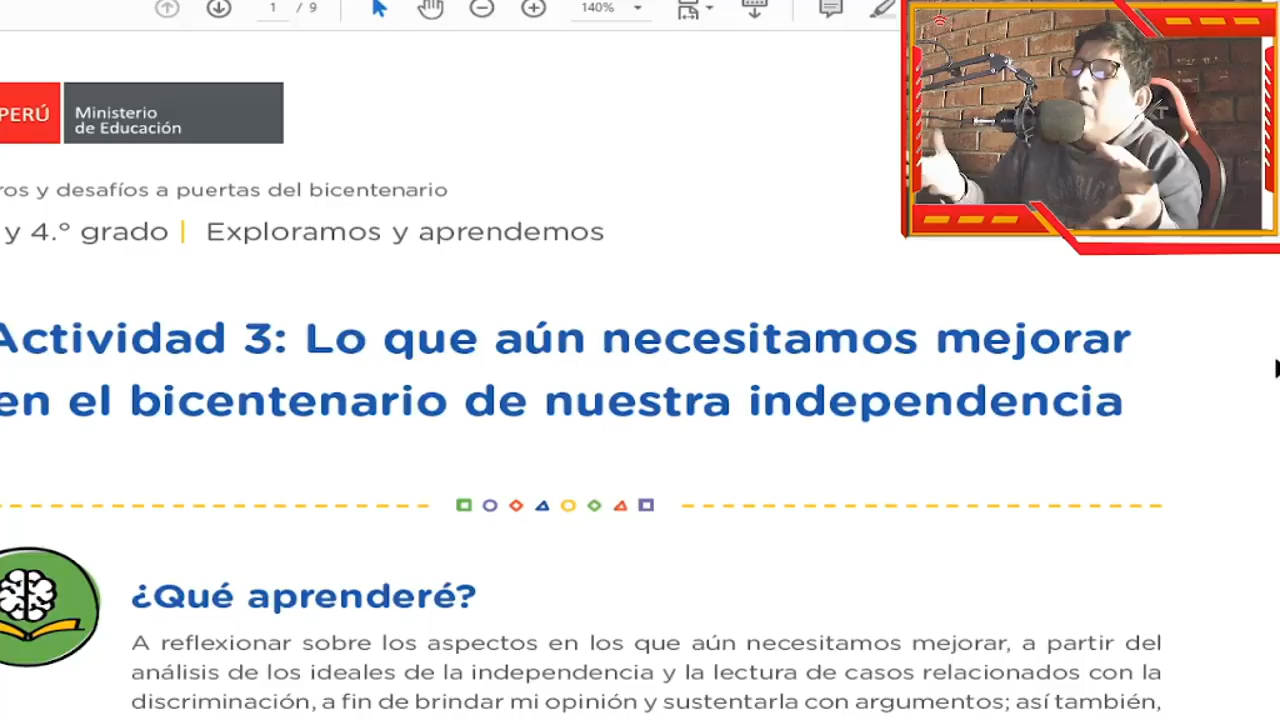 1 / 9
140%
PERÚ
Ministerio
de Educación
y desafíos a puertas del bicentenario
y 4.º grado | Exploramos y aprendemos
Actividad 3: Lo que aún necesitamos mejorar
en el bicentenario de nuestra independencia
¿Qué aprenderé?
A reflexionar sobre los aspectos en los que aún necesitamos mejorar, a partir del
análisis de los ideales de la independencia y la lectura de casos relacionados con la
discriminación, a fin de brindar mi opinión y sustentarla con argumentos; así también,